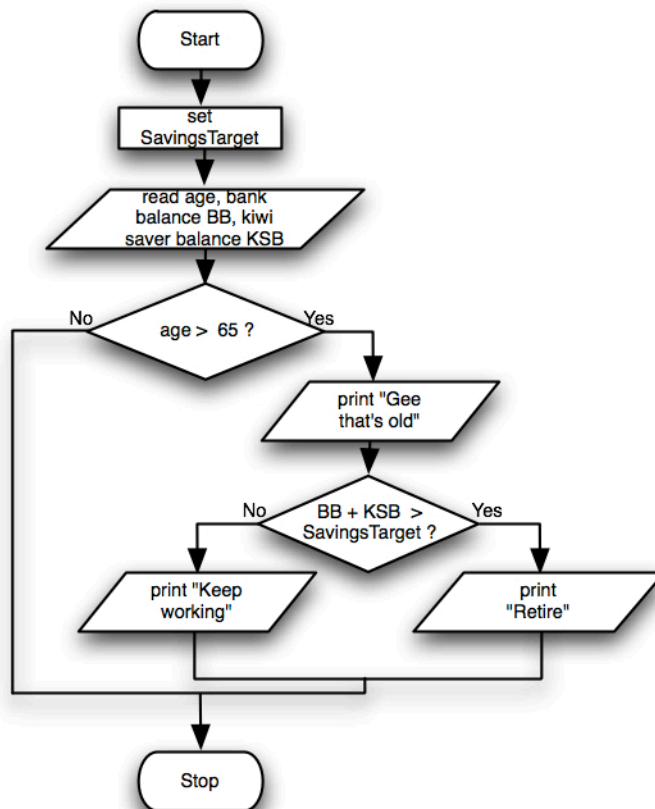 Start
set
SavingsTarget
read age, bank
balance BB, kiwi
saver balance KSB
No
age > 65 ?
Yes
print "Gee
that's old"
No
BB + KSB >
SavingsTarget ?
Yes
print "Keep
working"
print
"Retire"
Stop